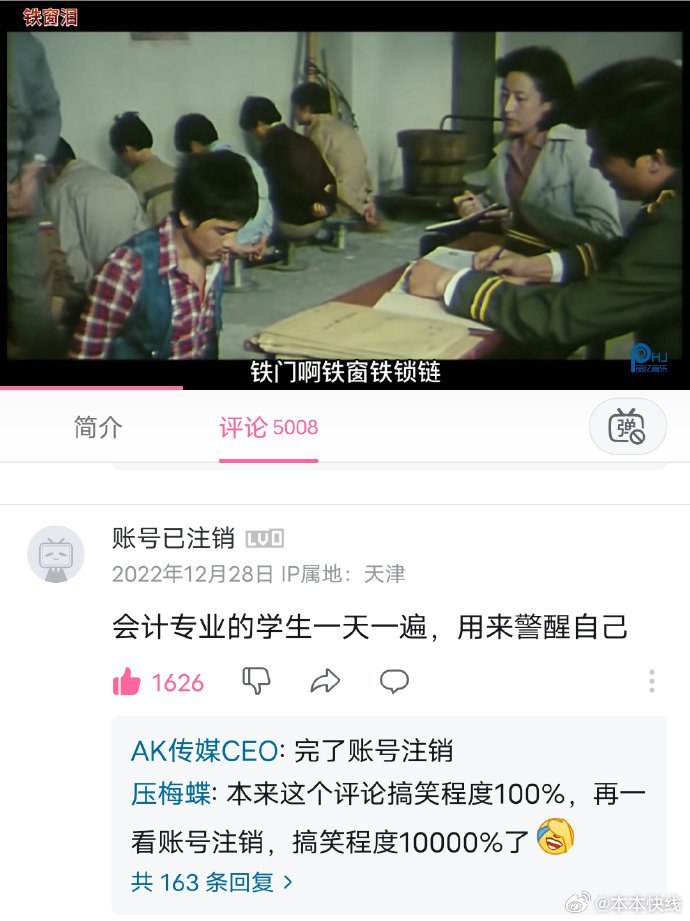 铁窗泪
铁门啊铁窗铁锁链
PHJ
简介
评论 5008
弹
账号已注销 LV0
2022年12月28日 IP属地：天津
会计专业的学生一天一遍，用来警醒自己
1626
AK传媒CEO: 完了账号注销
压梅蝶: 本来这个评论搞笑程度100%，再一
看账号注销，搞笑程度10000%了
共 163 条回复 >
@本本快线